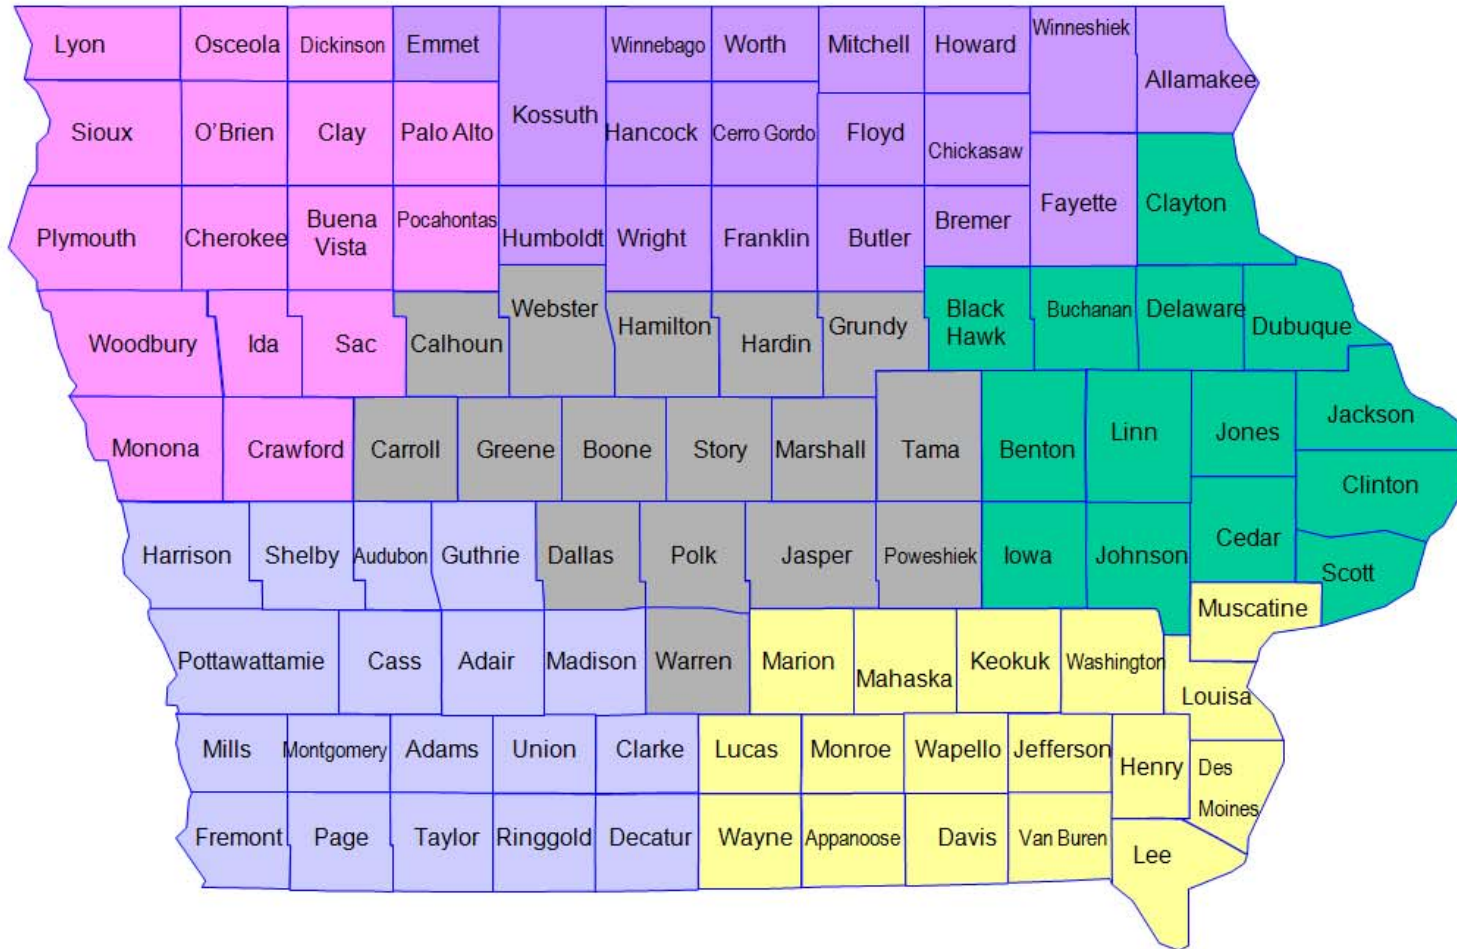 Lyon
Osceola
Dickinson
Emmet
Winnebago
Worth
Mitchell
Howard
Winneshiek
Allamakee
Sioux
O'Brien
Clay
Palo Alto
Kossuth
Hancock
Cerro Gordo
Floyd
Chickasaw
Fayette
Clayton
Plymouth
Cherokee
Buena
Vista
Pocahontas
Humboldt
Wright
Franklin
Butler
Bremer
Woodbury
Ida
Sac
Calhoun
Webster
Hamilton
Hardin
Grundy
Black
Hawk
Buchanan
Delaware
Dubuque
Monona
Crawford
Carroll
Greene
Boone
Story
Marshall
Tama
Benton
Linn
Jones
Jackson
Clinton
Harrison
Shelby
Audubon
Guthrie
Dallas
Polk
Jasper
Poweshiek
Iowa
Johnson
Cedar
Scott
Muscatine
Pottawattamie
Cass
Adair
Madison
Warren
Marion
Mahaska
Keokuk
Washington
Louisa
Mills
Montgomery
Adams
Union
Clarke
Lucas
Monroe
Wapello
Jefferson
Henry
Des
Moines
Fremont
Page
Taylor
Ringgold
Decatur
Wayne
Appanoose
Davis
Van Buren
Lee